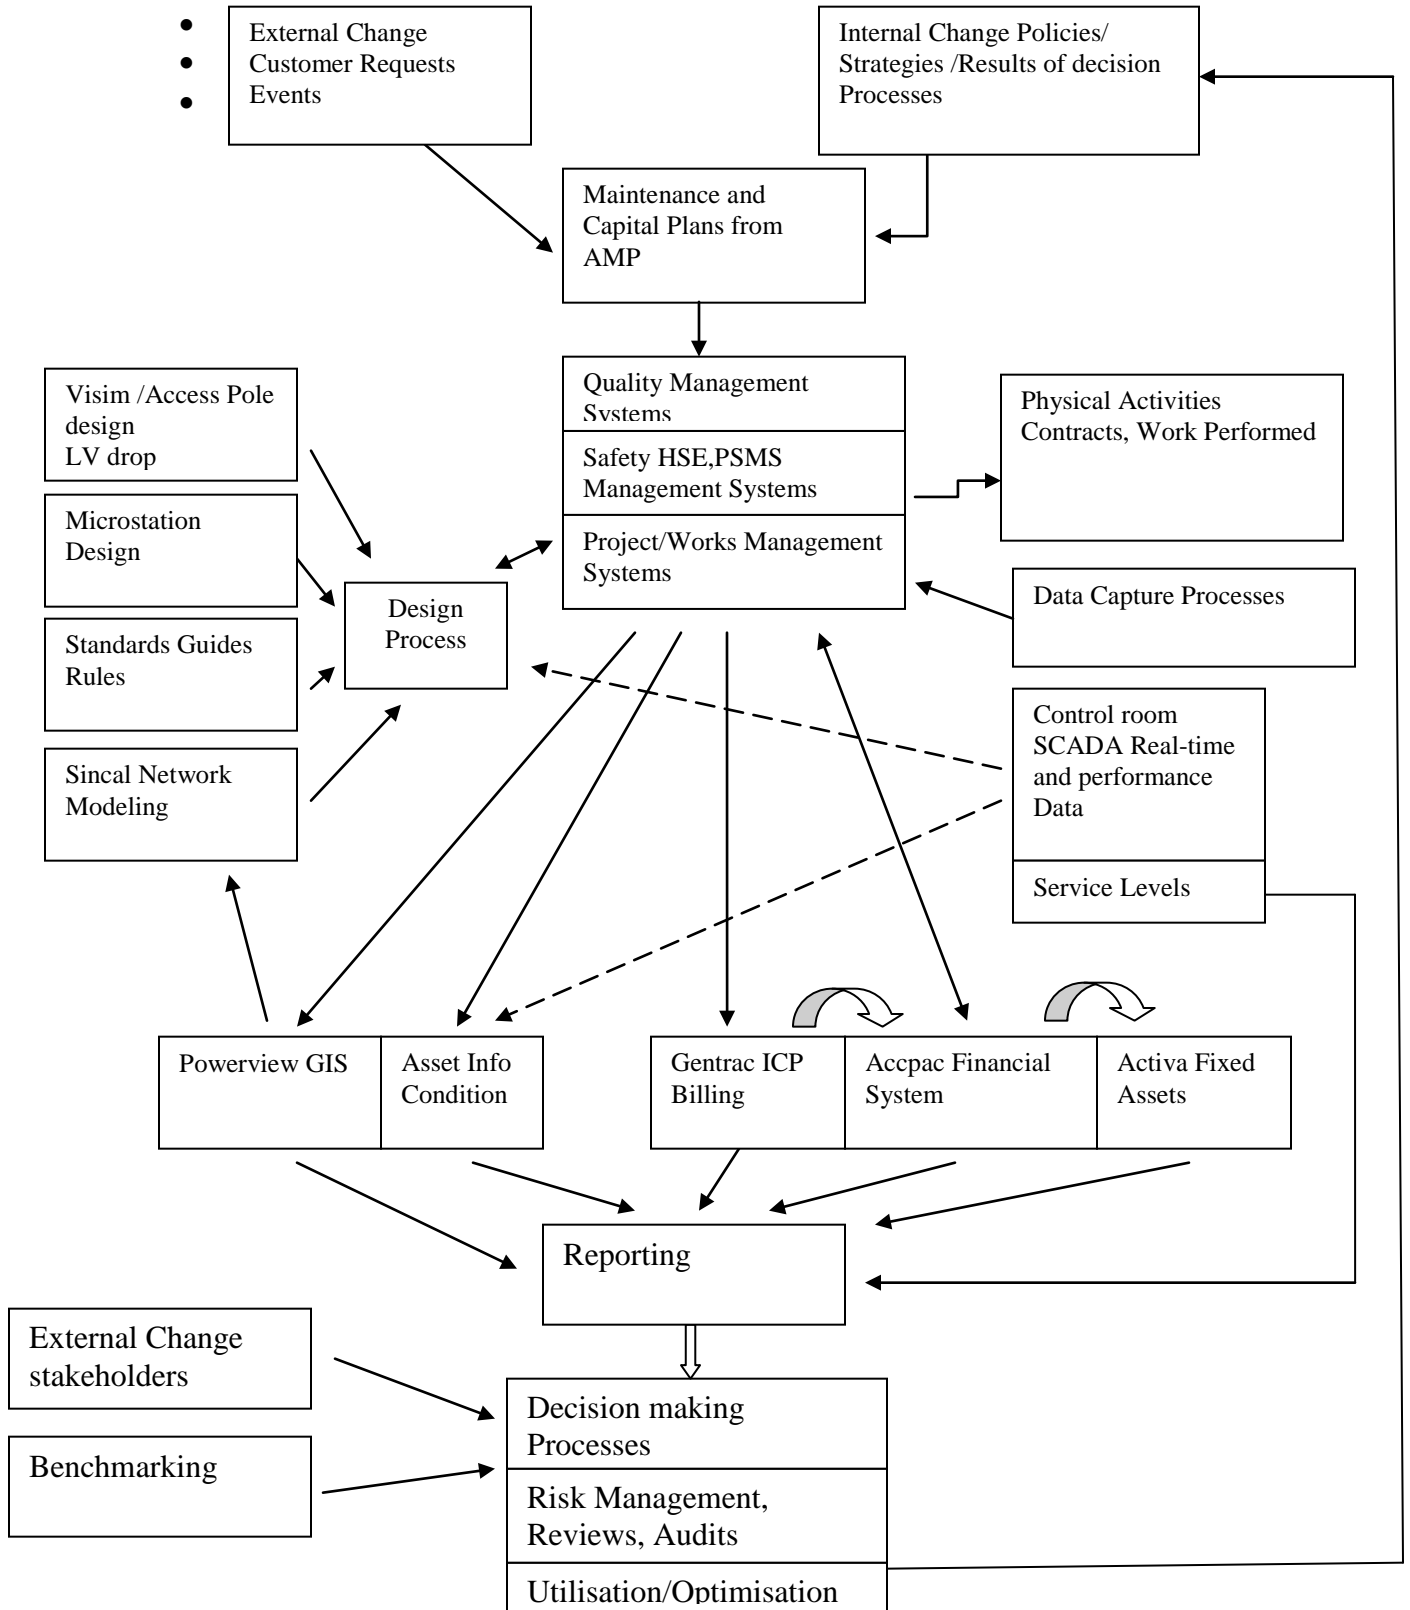 •
•
•
External Change
Customer Requests
Events
Internal Change Policies/
Strategies /Results of decision
Processes
Maintenance and
Capital Plans from
AMP
Visim /Access Pole
design
LV drop
Quality Management
Systems
Physical Activities
Contracts, Work Performed
Safety HSE,PSMS
Management Systems
Microstation
Design
Project/Works Management
Systems
Design
Process
Data Capture Processes
Standards Guides
Rules
Control room
SCADA Real-time
and performance
Data
Sincal Network
Modeling
Service Levels
Powerview GIS
Asset Info
Condition
Gentrac ICP
Billing
Accpac Financial
System
Activa Fixed
Assets
Reporting
External Change
stakeholders
Decision making
Processes
Benchmarking
Risk Management,
Reviews, Audits
Utilisation/Optimisation